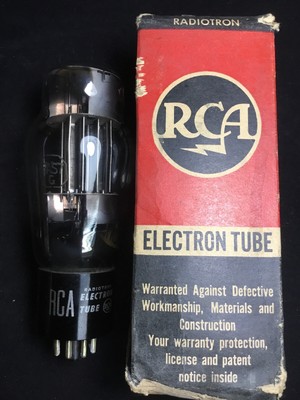 RADIOTRON
RCA
ELECTRON TUBE
Warranted Against Defective
Workmanship, Materials and
Construction
Your warranty protection,
license and patent
notice inside
RCA
RADIOTRON
ELECTRON
TUBE